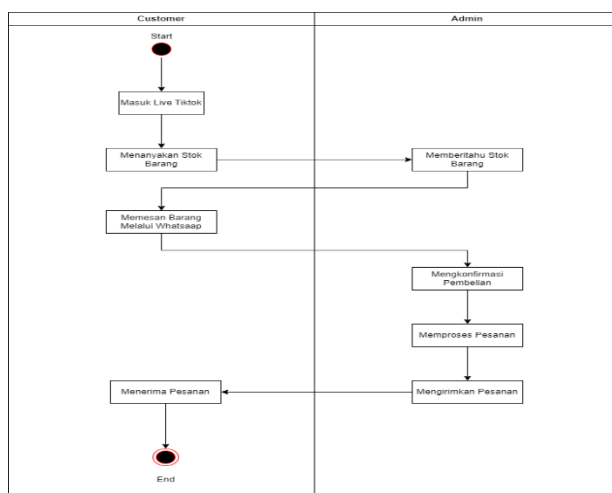 Customer
Admin
Start
Masuk Live Tiktok
Menanyakan Stok
Barang
Memberitahu Stok
Barang
Memesan Barang
Melalui Whatsaap
Mengkonfirmasi
Pembelian
Memproses Pesanan
Menerima Pesanan
Mengirimkan Pesanan
End